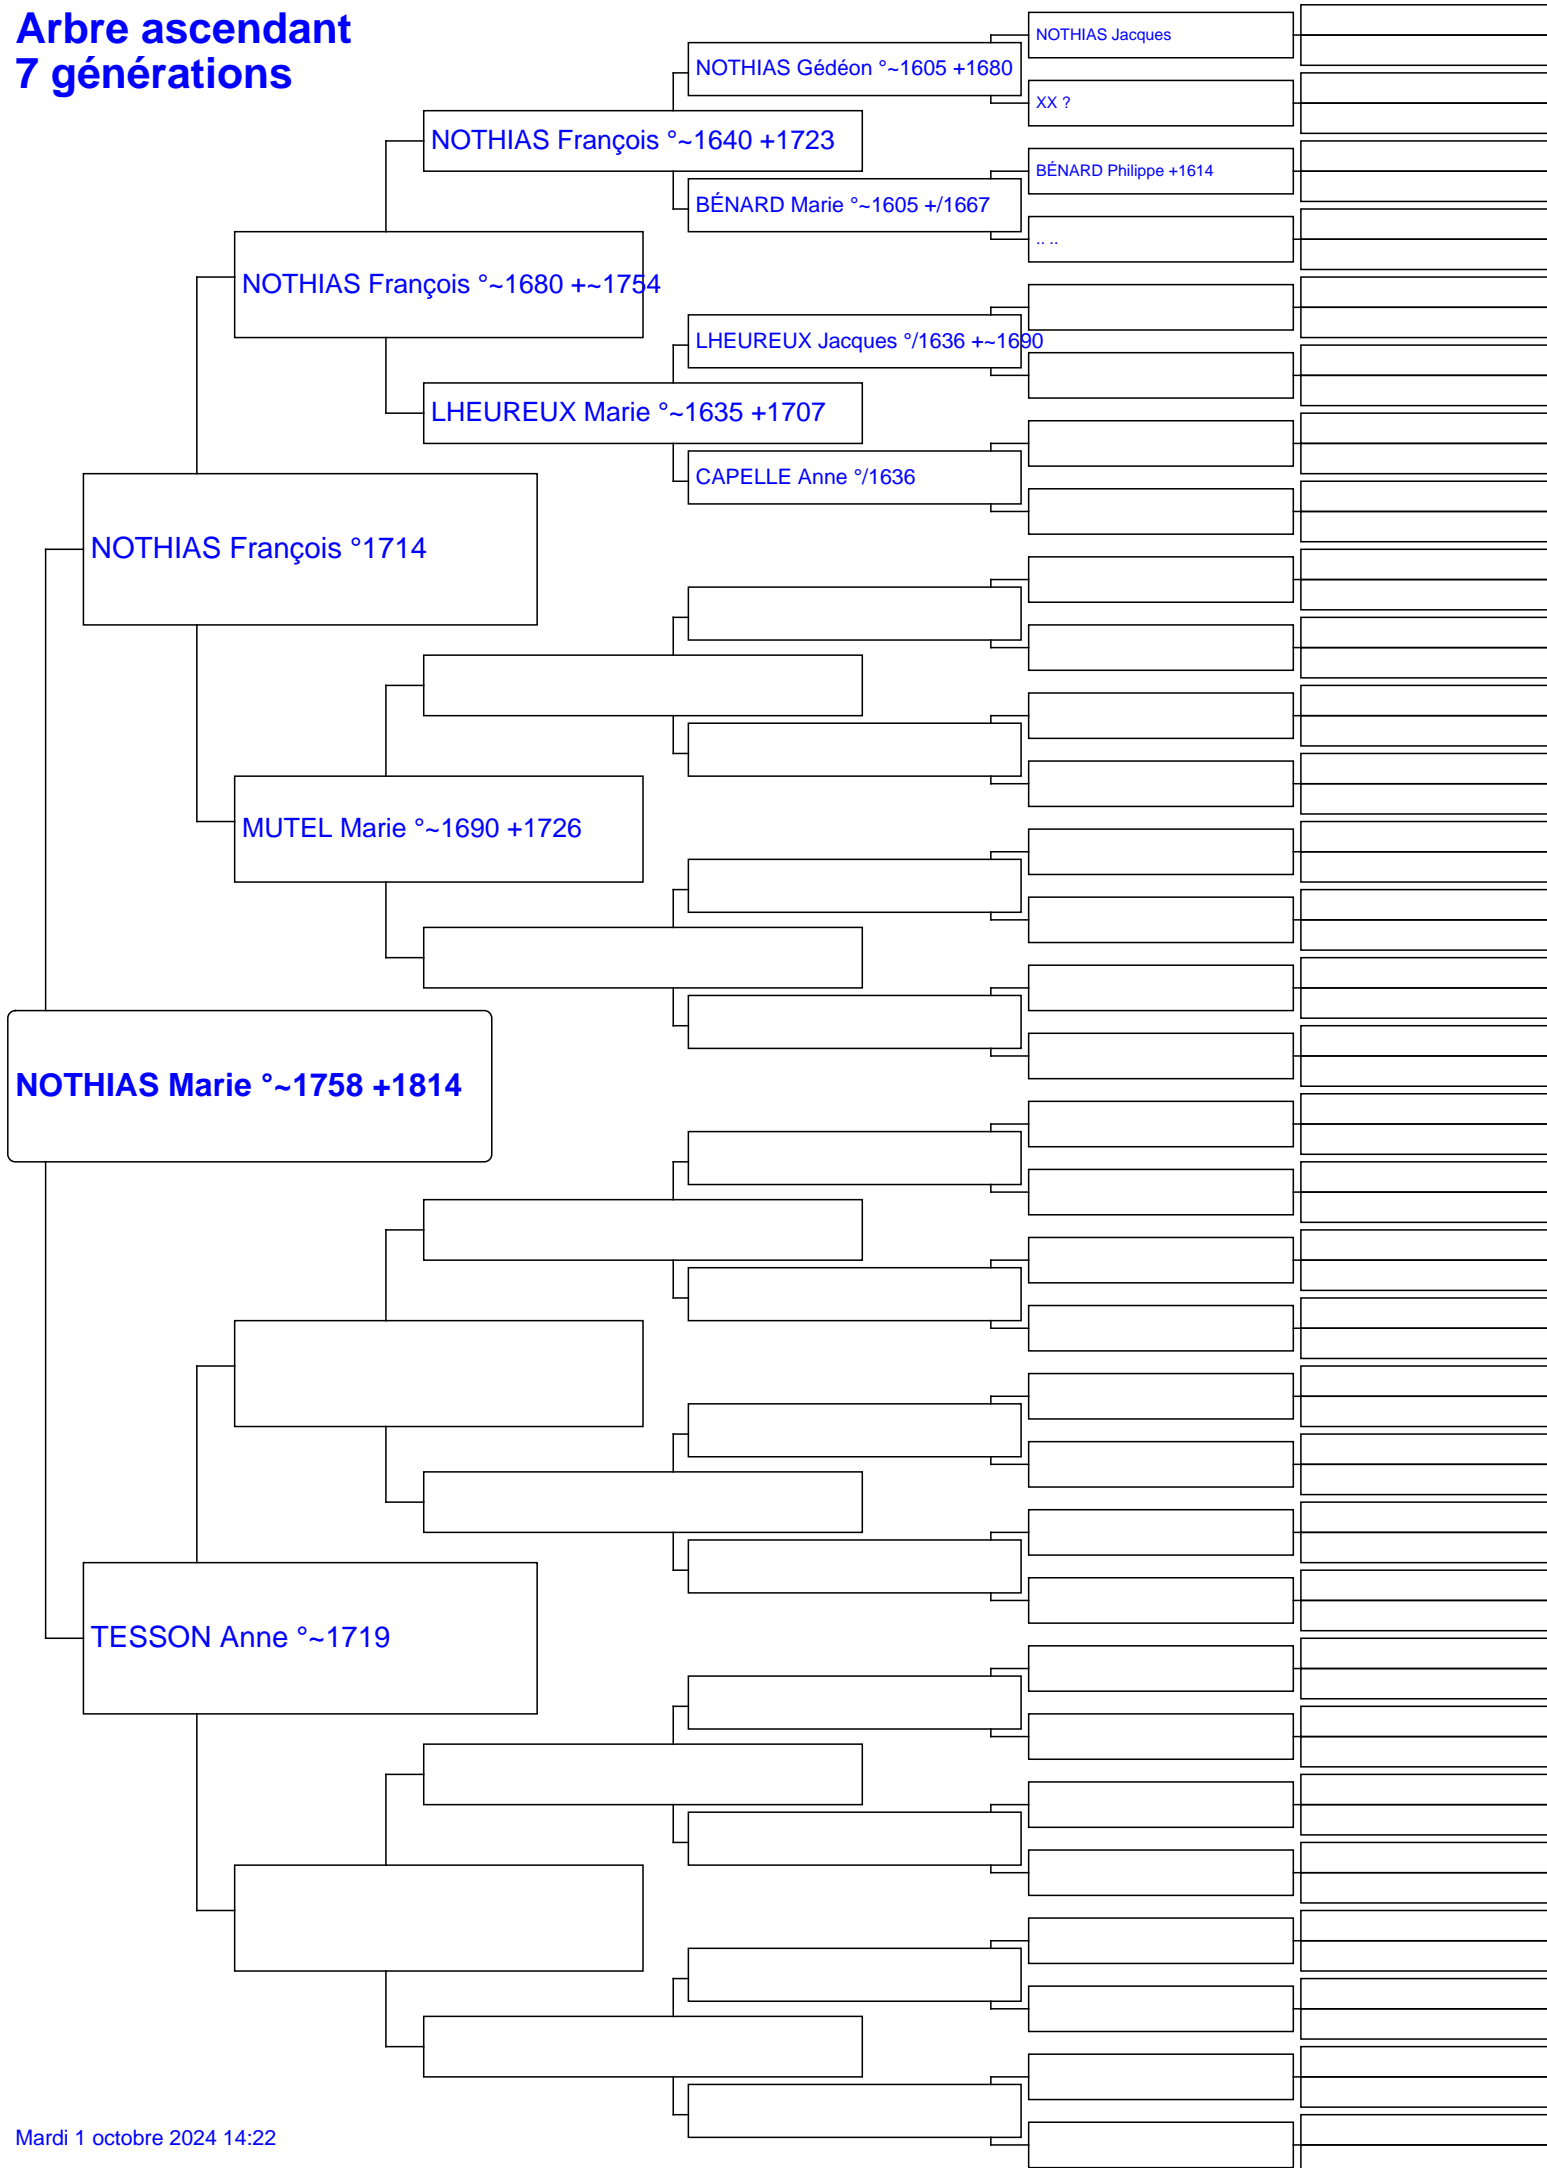 Arbre ascendant
7 générations
NOTHIAS Jacques
NOTHIAS Gédéon °~1605 +1680
XX ?
NOTHIAS François °~1640 +1723
BÉNARD Philippe +1614
BÉNARD Marie °~1605 +/1667
.. ..
NOTHIAS François °~1680 +~1754
LHEUREUX Jacques °/1636 +~1690
LHEUREUX Marie °~1635 +1707
CAPELLE Anne °/1636
NOTHIAS François °1714
MUTEL Marie °~1690 +1726
NOTHIAS Marie °~1758 +1814
TESSON Anne °~1719
Mardi 1 octobre 2024 14:22